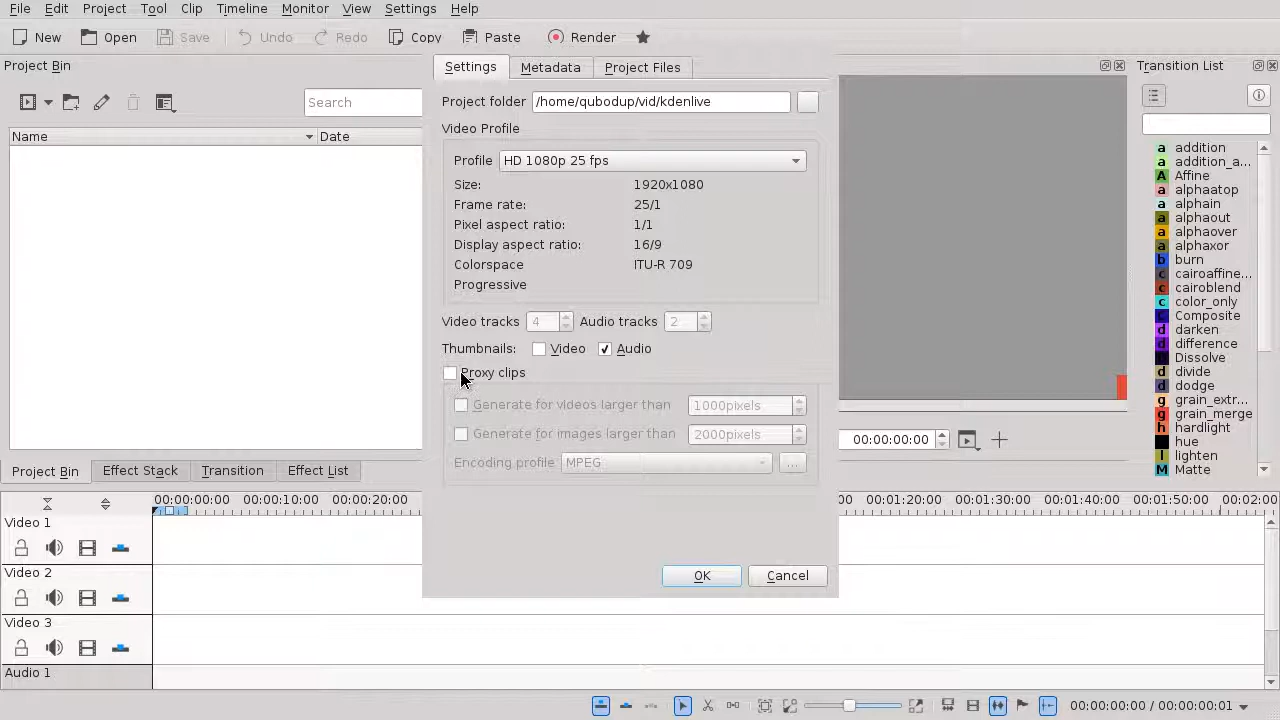 File Edit Project Tool Clip Timeline Monitor View Settings Help
New Open Save Undo Redo Copy Paste Render
Project Bin
Search
Name Date
Settings Metadata Project Files
Project folder /home/qubodup/vid/kdenlive
Video Profile
Profile HD 1080p 25 fps
Size: 1920x1080
Frame rate: 25/1
Pixel aspect ratio: 1/1
Display aspect ratio: 16/9
Colorspace ITU-R 709
Progressive
Video tracks 4 Audio tracks 2
Thumbnails: Video Audio
Proxy clips
Generate for videos larger than 1000pixels
Generate for images larger than 2000pixels
Encoding profile MPEG ...
OK Cancel
00:00:00:00
Transition List
a addition
a addition_a...
A Affine
a alphaatop
a alphain
a alphaout
a alphaover
a alphaxor
b burn
c cairoaffine...
c cairoblend
c color_only
C Composite
d darken
d difference
D Dissolve
d divide
d dodge
g grain_extr...
g grain_merge
h hardlight
h hue
l lighten
M Matte
Project Bin Effect Stack Transition Effect List
00:00:00:00 00:00:10:00 00:00:20:00 00 00:01:20:00 00:01:30:00 00:01:40:00 00:01:50:00 00:02:00
Video 1
Video 2
Video 3
Audio 1
00:00:00:00 / 00:00:00:01